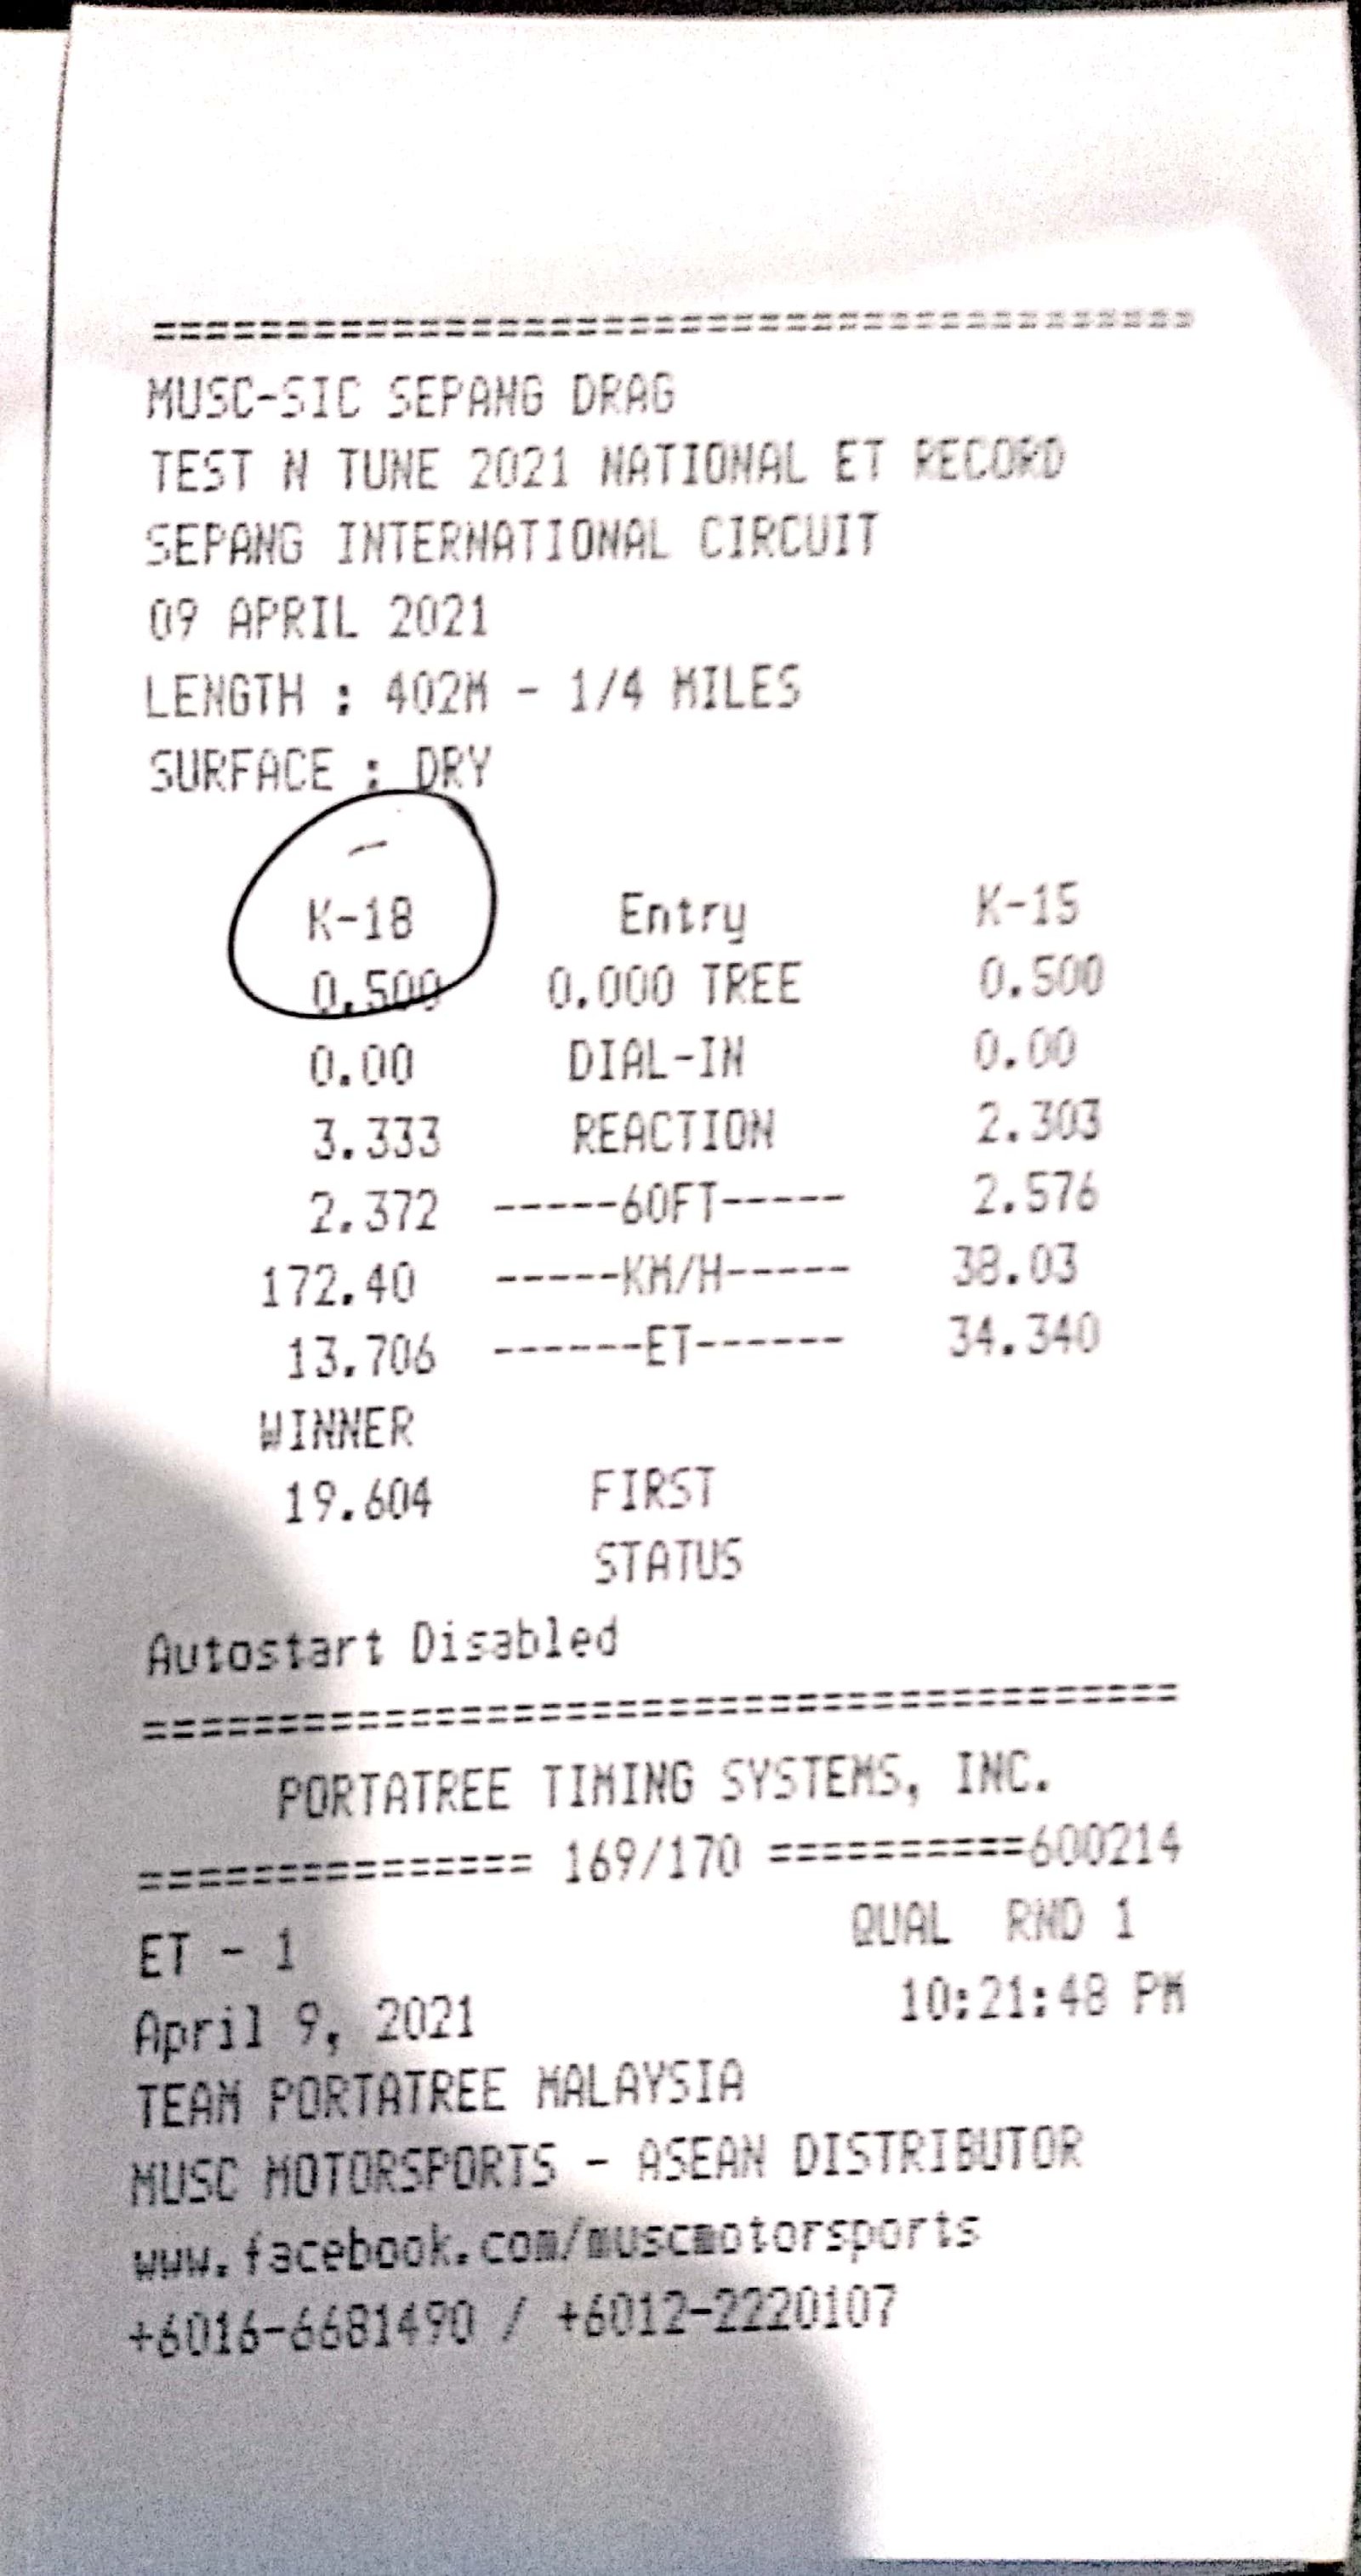 ========================================
MUSC-SIC SEPANG DRAG
TEST N TUNE 2021 NATIONAL ET RECORD
SEPANG INTERNATIONAL CIRCUIT
09 APRIL 2021
LENGTH : 402M - 1/4 MILES
SURFACE : DRY
K-18 Entry K-15
0.500 0.000 TREE 0.500
0.00 DIAL-IN 0.00
3.333 REACTION 2.303
2.372 -----60FT----- 2.576
172.40 -----KM/H----- 38.03
13.706 ------ET------ 34.340
WINNER
19.604 FIRST
STATUS
Autostart Disabled
========================================
PORTATREE TIMING SYSTEMS, INC.
=============== 169/170 ==========600214
ET - 1 QUAL RND 1
April 9, 2021 10:21:48 PM
TEAM PORTATREE MALAYSIA
MUSC MOTORSPORTS - ASEAN DISTRIBUTOR
www.facebook.com/muscmotorsports
+6016-6681490 / +6012-2220107